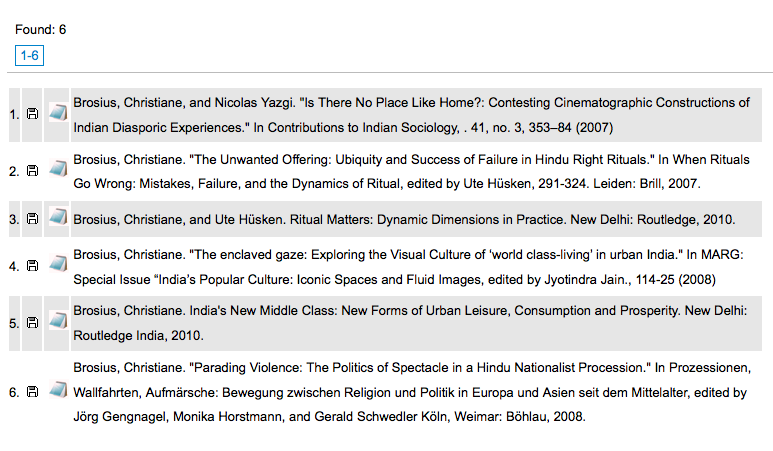 Found: 6
1-6
1. Brosius, Christiane, and Nicolas Yazgi. "Is There No Place Like Home?: Contesting Cinematographic Constructions of
Indian Diasporic Experiences." In Contributions to Indian Sociology, . 41, no. 3, 353–84 (2007)
2. Brosius, Christiane. "The Unwanted Offering: Ubiquity and Success of Failure in Hindu Right Rituals." In When Rituals
Go Wrong: Mistakes, Failure, and the Dynamics of Ritual, edited by Ute Hüsken, 291-324. Leiden: Brill, 2007.
3. Brosius, Christiane, and Ute Hüsken. Ritual Matters: Dynamic Dimensions in Practice. New Delhi: Routledge, 2010.
4. Brosius, Christiane. "The enclaved gaze: Exploring the Visual Culture of 'world class-living' in urban India." In MARG:
Special Issue “India’s Popular Culture: Iconic Spaces and Fluid Images, edited by Jyotindra Jain., 114-25 (2008)
5. Brosius, Christiane. India's New Middle Class: New Forms of Urban Leisure, Consumption and Prosperity. New Delhi:
Routledge India, 2010.
6. Brosius, Christiane. "Parading Violence: The Politics of Spectacle in a Hindu Nationalist Procession." In Prozessionen,
Wallfahrten, Aufmärsche: Bewegung zwischen Religion und Politik in Europa und Asien seit dem Mittelalter, edited by
Jörg Gengnagel, Monika Horstmann, and Gerald Schwedler Köln, Weimar: Böhlau, 2008.